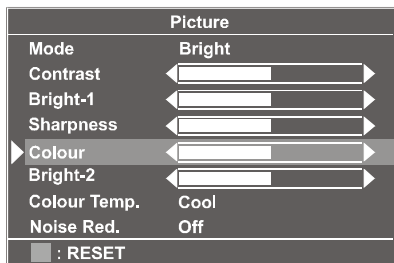 Picture
Mode Bright
Contrast
Bright-1
Sharpness
Colour
Bright-2
Colour Temp. Cool
Noise Red. Off
: RESET